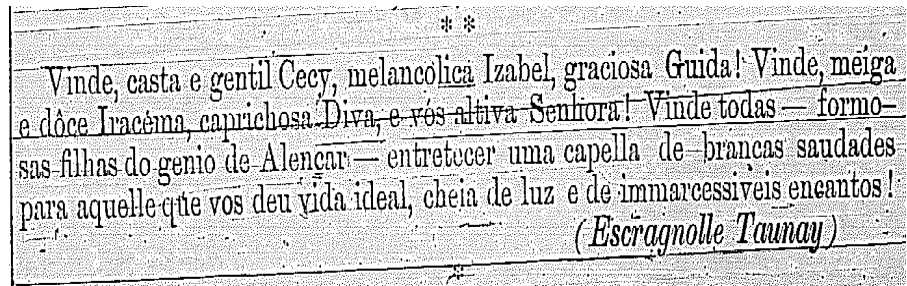 * *
Vinde, casta e gentil Cecy, melancolica Izabel, graciosa Guida! Vinde, meiga
e dôce Iracema, caprichosa Diva, e vós altiva Senhora! Vinde todas — formo-
sas filhas do genio de Alencar — entretecer uma capella de brancas saudades
para aquelle que vos deu vida ideal, cheia de luz e de immarcessiveis encantos!
(Escragnolle Taunay)
*